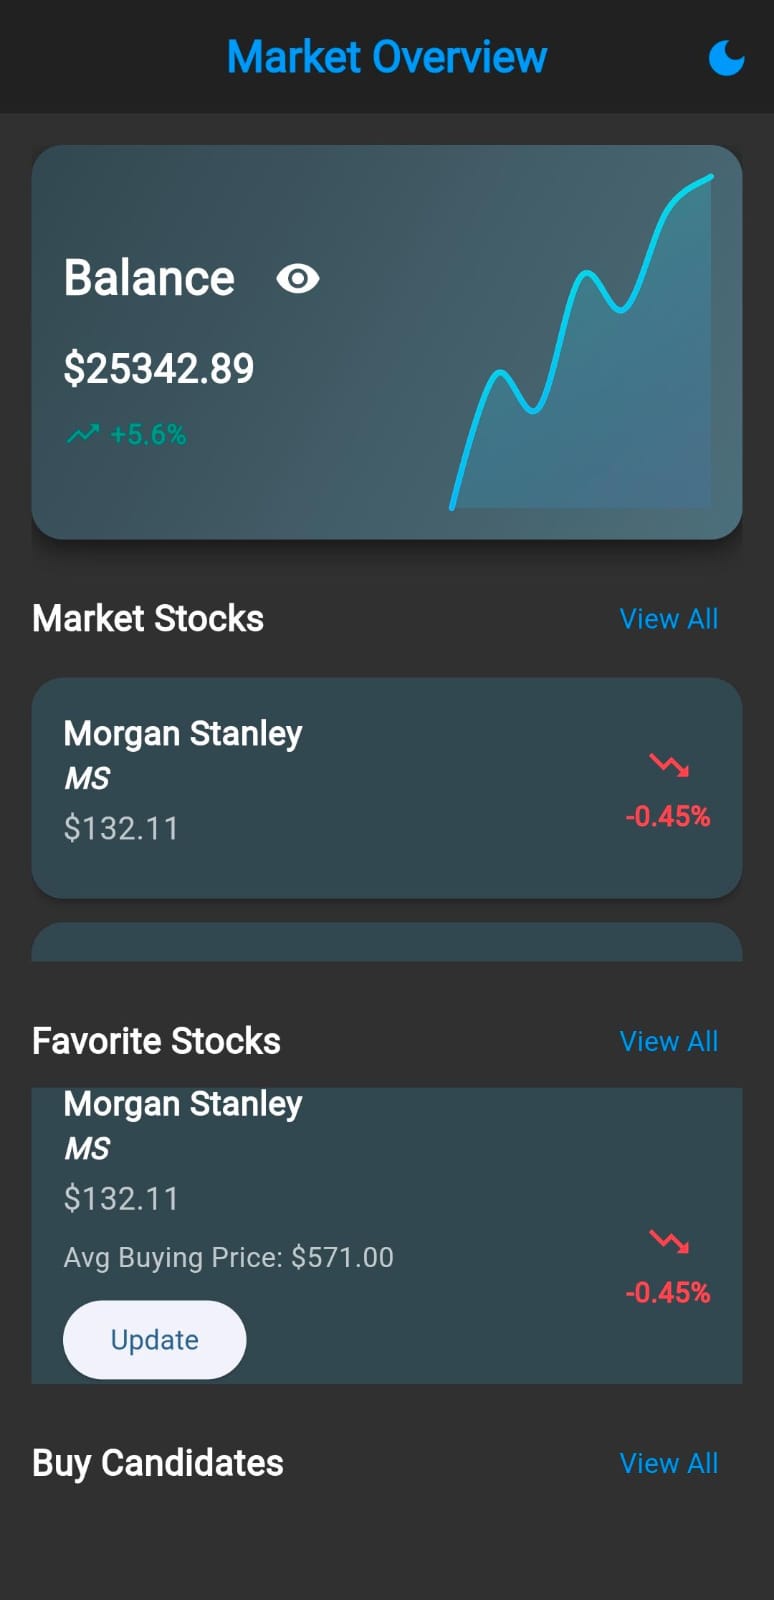 Market Overview
Balance
$25342.89
+5.6%
Market Stocks
View All
Morgan Stanley
MS
$132.11
-0.45%
Favorite Stocks
View All
Morgan Stanley
MS
$132.11
Avg Buying Price: $571.00
-0.45%
Update
Buy Candidates
View All